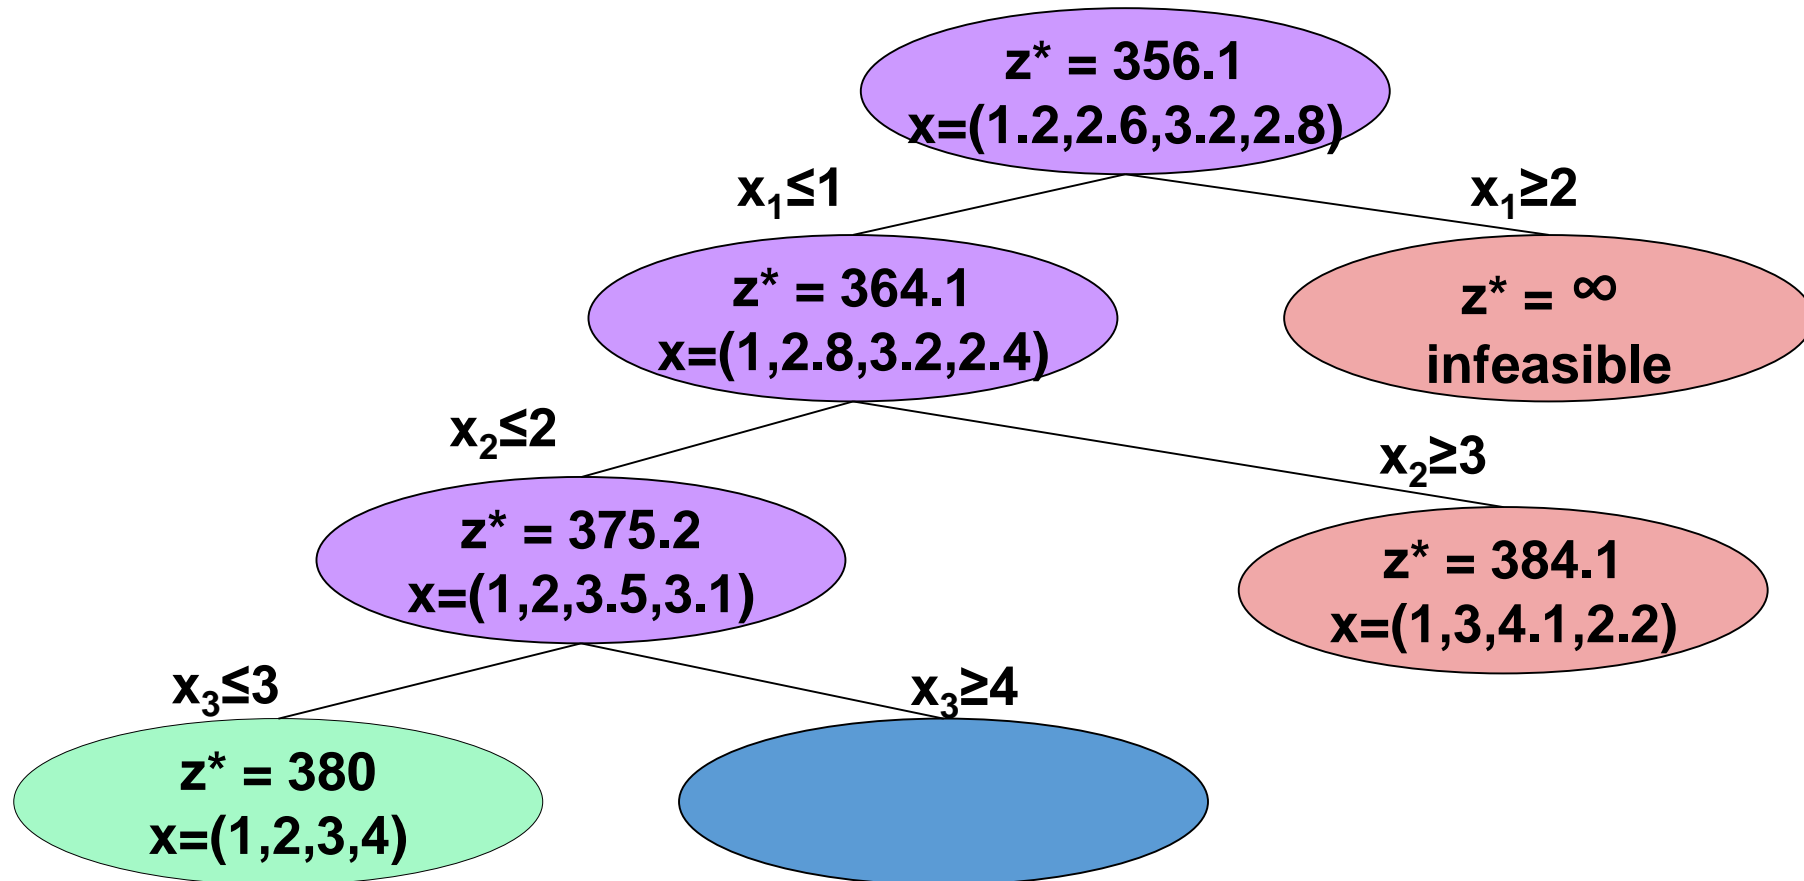 z* = 356.1
x=(1.2,2.6,3.2,2.8)
x₁≤1
x₁≥2
z* = 364.1
x=(1,2.8,3.2,2.4)
z* = ∞
infeasible
x₂≤2
x₂≥3
z* = 375.2
x=(1,2,3.5,3.1)
z* = 384.1
x=(1,3,4.1,2.2)
x₃≤3
x₃≥4
z* = 380
x=(1,2,3,4)